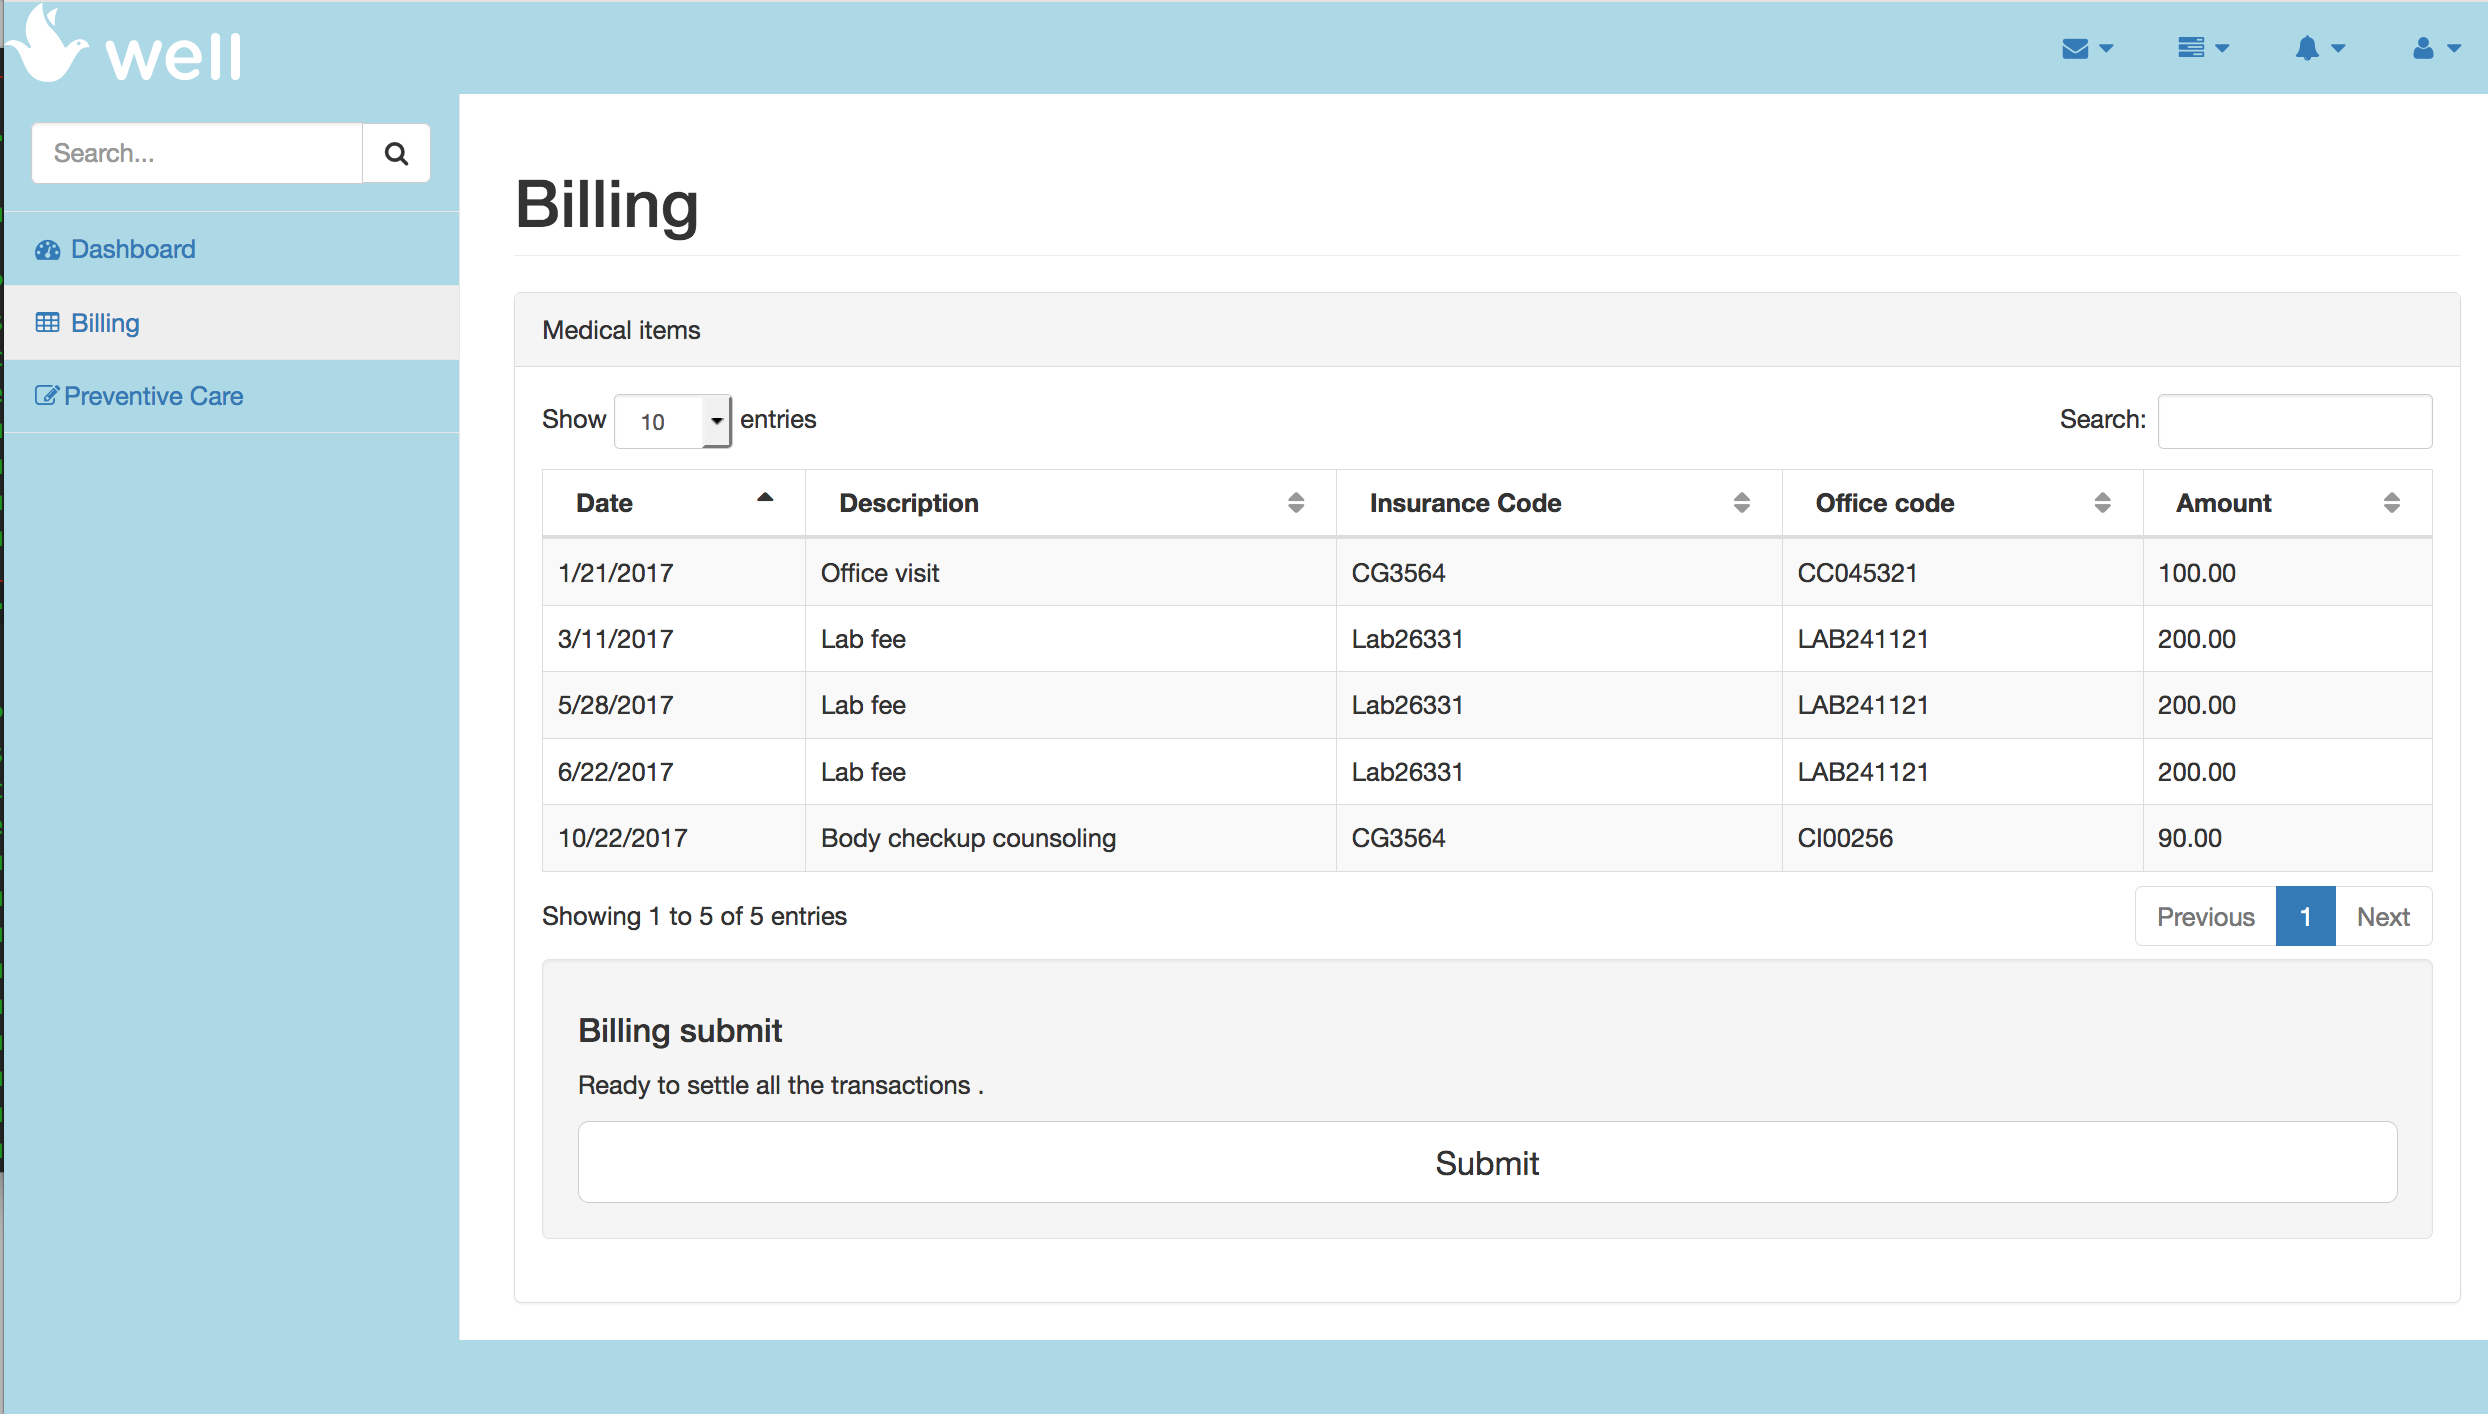 well
Search...
Dashboard
Billing
Preventive Care
Billing
Medical items
Show 10 entries
Search:
Date Description Insurance Code Office code Amount
1/21/2017 Office visit CG3564 CC045321 100.00
3/11/2017 Lab fee Lab26331 LAB241121 200.00
5/28/2017 Lab fee Lab26331 LAB241121 200.00
6/22/2017 Lab fee Lab26331 LAB241121 200.00
10/22/2017 Body checkup counsoling CG3564 CI00256 90.00
Showing 1 to 5 of 5 entries
Previous 1 Next
Billing submit
Ready to settle all the transactions .
Submit